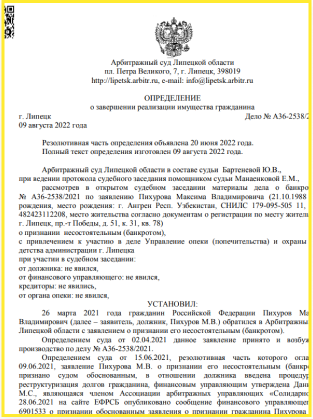 Арбитражный суд Липецкой области
пл. Петра Великого, 7, г. Липецк, 398019
http://lipetsk.arbitr.ru, e-mail: info@lipetsk.arbitr.ru
ОПРЕДЕЛЕНИЕ
о завершении реализации имущества гражданина
г. Липецк Дело № А36-2538/2
09 августа 2022 года
Резолютивная часть определения объявлена 20 июня 2022 года.
Полный текст определения изготовлен 09 августа 2022 года.
Арбитражный суд Липецкой области в составе судьи Бартеневой Ю.В.,
при ведении протокола судебного заседания помощником судьи Манаенковой Е.М.,
рассмотрев в открытом судебном заседании материалы дела о банкро
№ А36-2538/2021 по заявлению Пихурова Максима Владимировича (21.10.1988
рождения, место рождения: г. Ангрен Респ. Узбекистан, СНИЛС 179-095-505 11,
482423112208, место жительства согласно документам о регистрации по месту жител
г. Липецк, пр-т Победы, д. 51, к. 31, кв. 78)
о признании несостоятельным (банкротом),
с привлечением к участию в деле Управление опеки (попечительства) и охраны
детства администрации г. Липецка
при участии в судебном заседании:
от должника: не явился,
от финансового управляющего: не явился,
кредиторы: не явились,
от органа опеки: не явился,
УСТАНОВИЛ:
26 марта 2021 года гражданин Российской Федерации Пихуров Ма
Владимирович (далее – заявитель, должник, Пихуров М.В.) обратился в Арбитражны
Липецкой области с заявлением о признании его несостоятельным (банкротом).
Определением суда от 02.04.2021 данное заявление принято и возбу
производство по делу № А36-2538/2021.
Определением суда от 15.06.2021, резолютивная часть которого огла
09.06.2021, заявление Пихурова М.В. о признании его несостоятельным (банкр
признано судом обоснованным, в отношении должника введена процедур
реструктуризации долгов гражданина, финансовым управляющим утверждена Дани
М.С., являющаяся членом Ассоциации арбитражных управляющих «Солидарнос
28.06.2021 на сайте ЕФРСБ опубликовано сообщение финансового управляющег
6901533 о признании обоснованным заявления о признании гражданина Пихурова